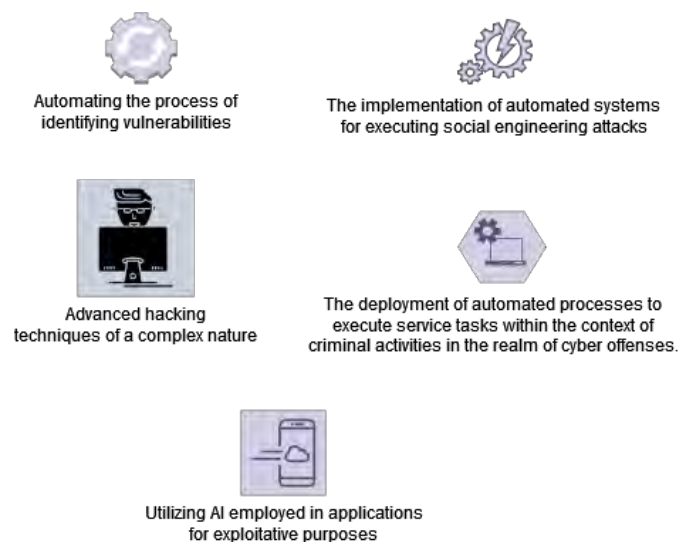 Automating the process of
identifying vulnerabilities
The implementation of automated systems
for executing social engineering attacks
Advanced hacking
techniques of a complex nature
The deployment of automated processes to
execute service tasks within the context of
criminal activities in the realm of cyber offenses.
Utilizing AI employed in applications
for exploitative purposes